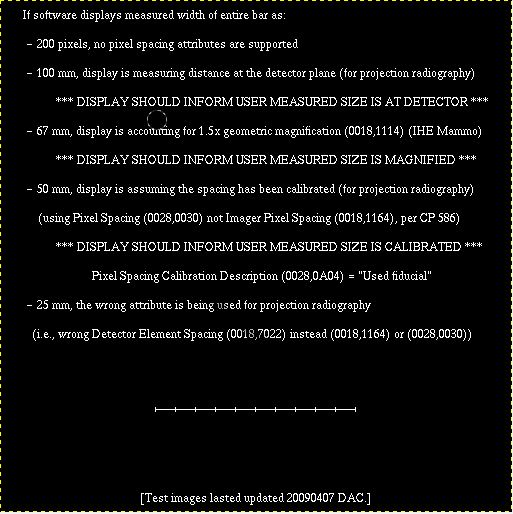 If software displays measured width of entire bar as:
– 200 pixels, no pixel spacing attributes are supported
– 100 mm, display is measuring distance at the detector plane (for projection radiography)
*** DISPLAY SHOULD INFORM USER MEASURED SIZE IS AT DETECTOR ***
– 67 mm, display is accounting for 1.5x geometric magnification (0018,1114) (IHE Mammo)
*** DISPLAY SHOULD INFORM USER MEASURED SIZE IS MAGNIFIED ***
– 50 mm, display is assuming the spacing has been calibrated (for projection radiography)
(using Pixel Spacing (0028,0030) not Imager Pixel Spacing (0018,1164), per CP 586)
*** DISPLAY SHOULD INFORM USER MEASURED SIZE IS CALIBRATED ***
Pixel Spacing Calibration Description (0028,0A04) = "Used fiducial"
– 25 mm, the wrong attribute is being used for projection radiography
(i.e., wrong Detector Element Spacing (0018,7022) instead (0018,1164) or (0028,0030))
[Test images lasted updated 20090407 DAC.]